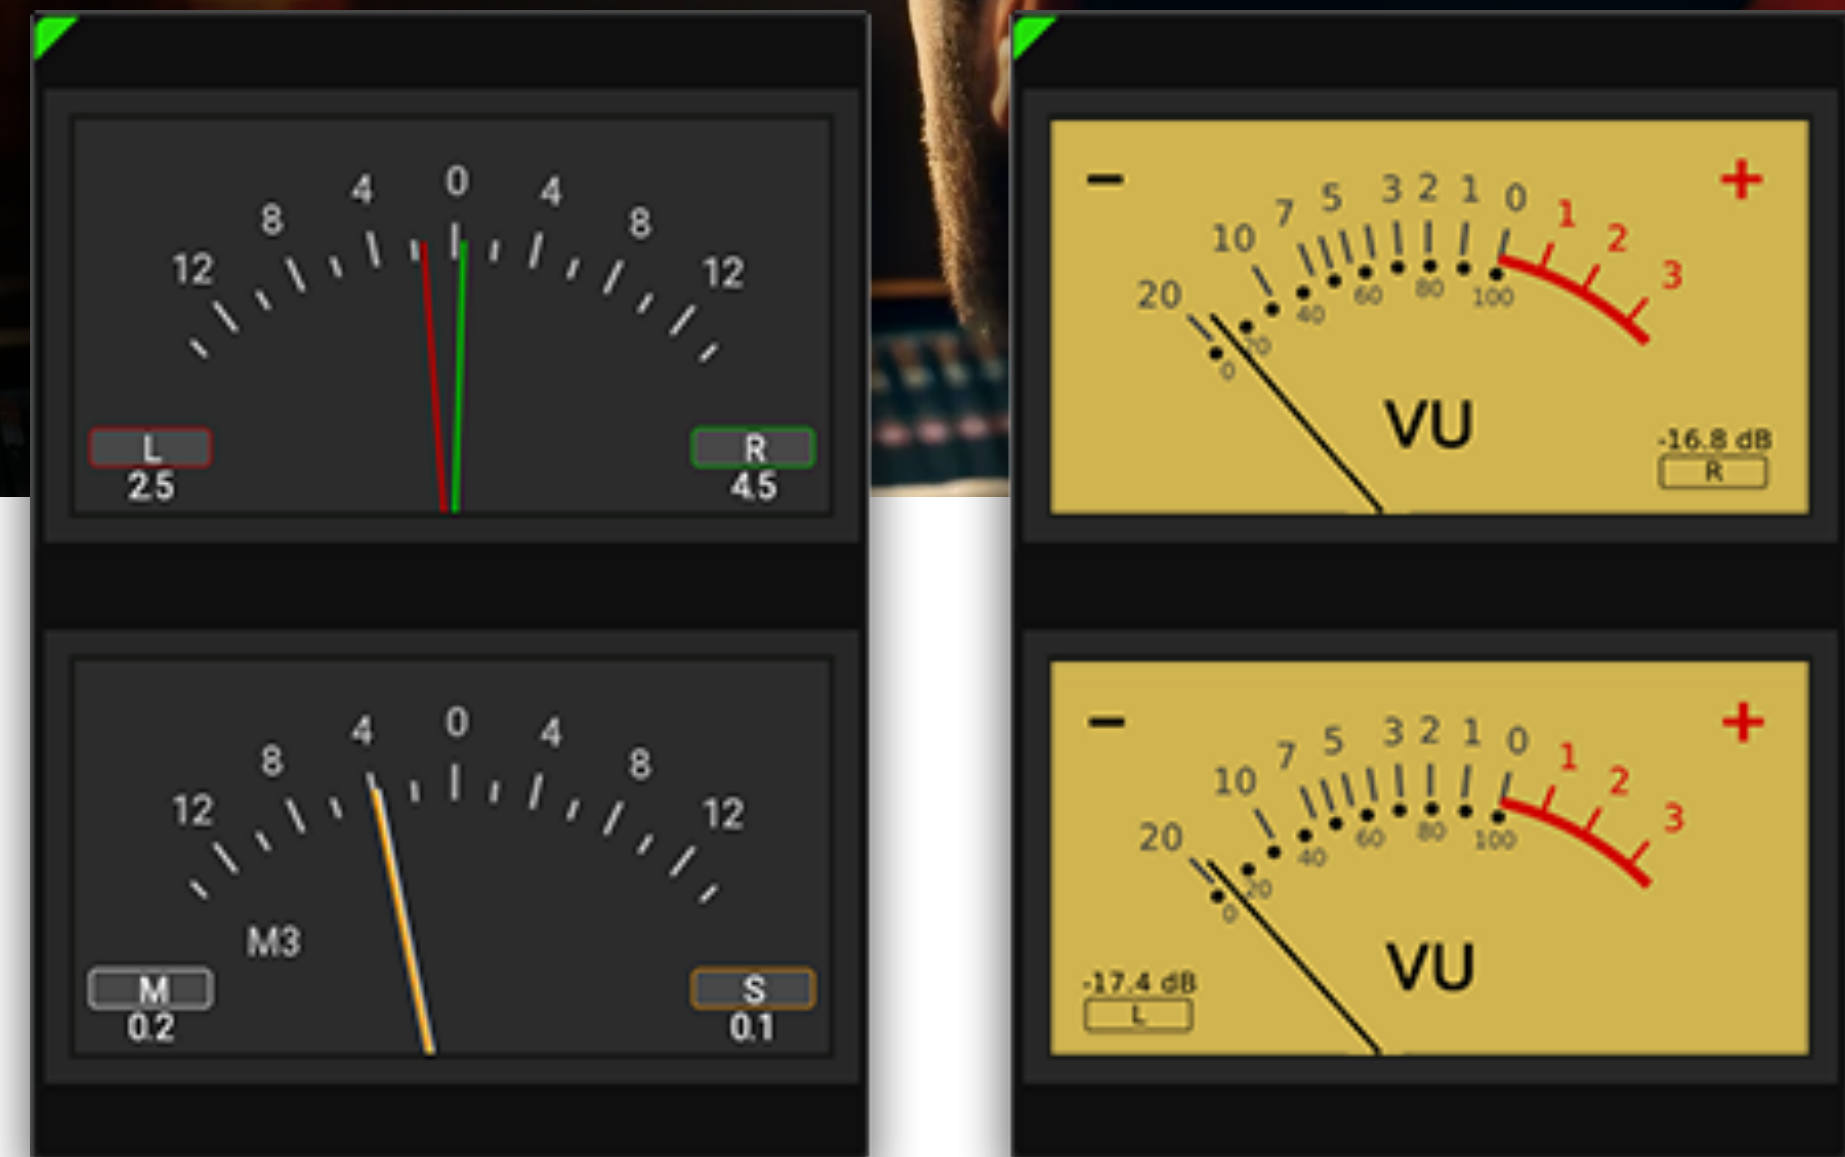 12 8 4 0 4 8 12
L R
2.5 4.5
12 8 4 0 4 8 12
M3
M S
0.2 0.1
− +
20 10 7 5 3 2 1 0 1 2 3
0 20 40 60 80 100
VU
-16.8 dB
R
− +
20 10 7 5 3 2 1 0 1 2 3
0 20 40 60 80 100
VU
-17.4 dB
L